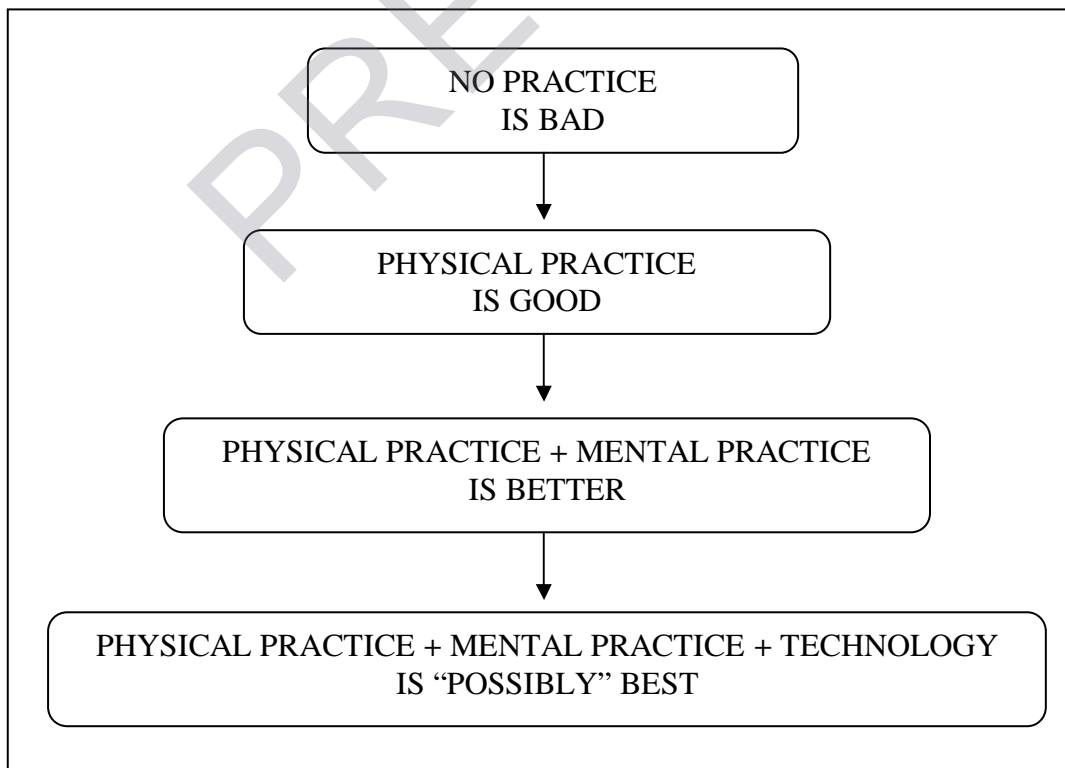 NO PRACTICE
IS BAD
PHYSICAL PRACTICE
IS GOOD
PHYSICAL PRACTICE + MENTAL PRACTICE
IS BETTER
PHYSICAL PRACTICE + MENTAL PRACTICE + TECHNOLOGY
IS “POSSIBLY” BEST